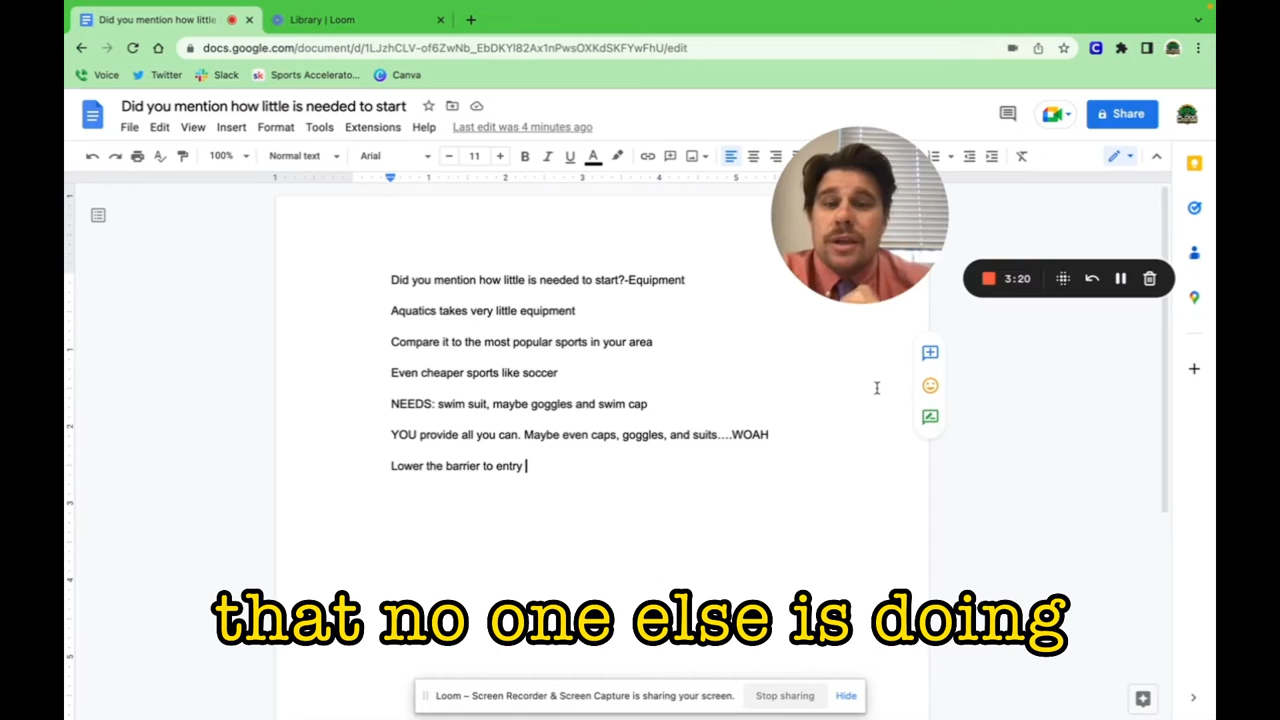 Did you mention how little
Library | Loom
docs.google.com/document/d/1LJzhCLV-of6ZwNb_EbDKYl82Ax1nPwsOXKdSKFYwFhU/edit
Voice Twitter Slack Sports Accelerato... Canva
Did you mention how little is needed to start
Share
File Edit View Insert Format Tools Extensions Help Last edit was 4 minutes ago
100% Normal text Arial 11 B I U A
1 1 2 3 4 5
Did you mention how little is needed to start?-Equipment
3:20
Aquatics takes very little equipment
Compare it to the most popular sports in your area
Even cheaper sports like soccer
NEEDS: swim suit, maybe goggles and swim cap
YOU provide all you can. Maybe even caps, goggles, and suits….WOAH
Lower the barrier to entry
that no one else is doing
Loom – Screen Recorder & Screen Capture is sharing your screen. Stop sharing Hide